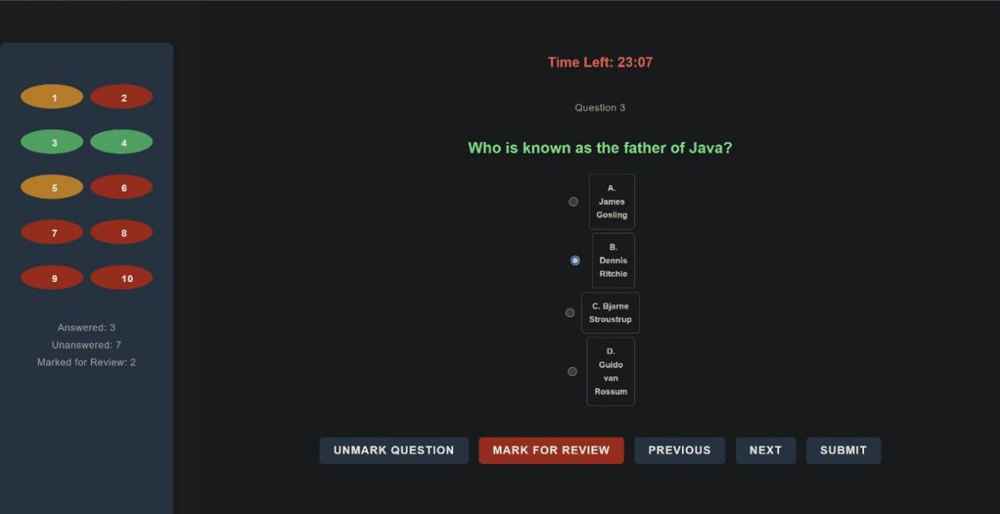 1 2
3 4
5 6
7 8
9 10
Answered: 3
Unanswered: 7
Marked for Review: 2
Time Left: 23:07
Question 3
Who is known as the father of Java?
A.
James
Gosling
B.
Dennis
Ritchie
C. Bjarne
Stroustrup
D.
Guido
van
Rossum
UNMARK QUESTION MARK FOR REVIEW PREVIOUS NEXT SUBMIT